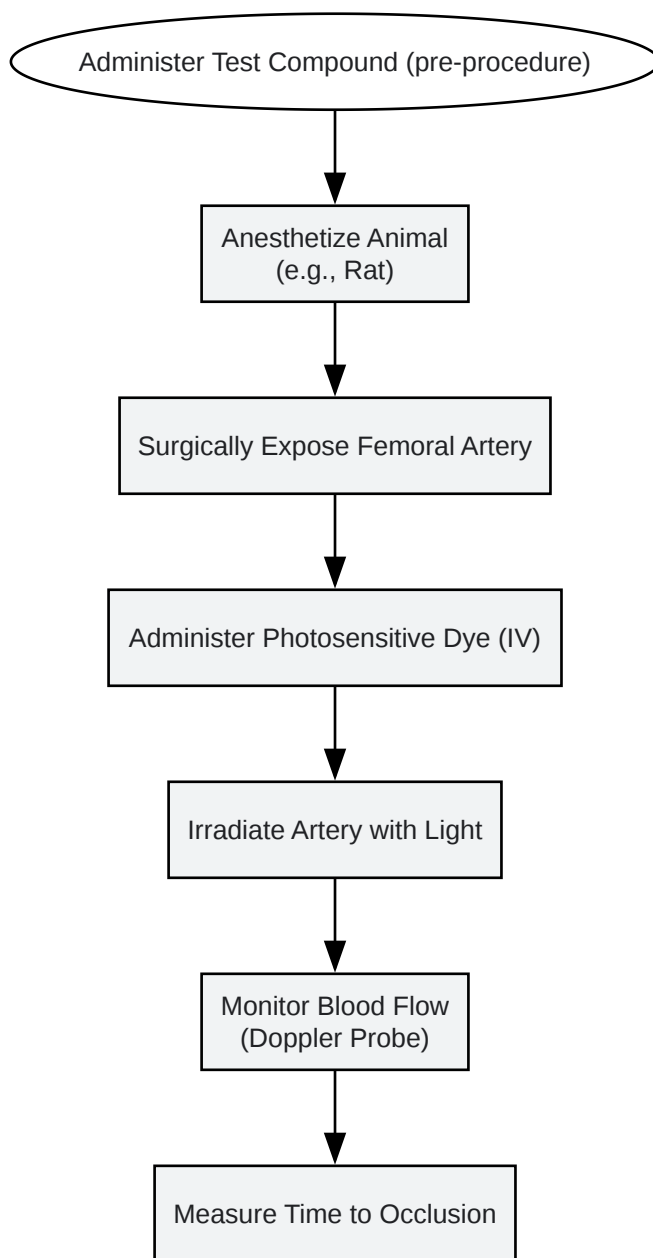 Administer Test Compound (pre-procedure)
Anesthetize Animal
(e.g., Rat)
Surgically Expose Femoral Artery
Administer Photosensitive Dye (IV)
Irradiate Artery with Light
Monitor Blood Flow
(Doppler Probe)
Measure Time to Occlusion